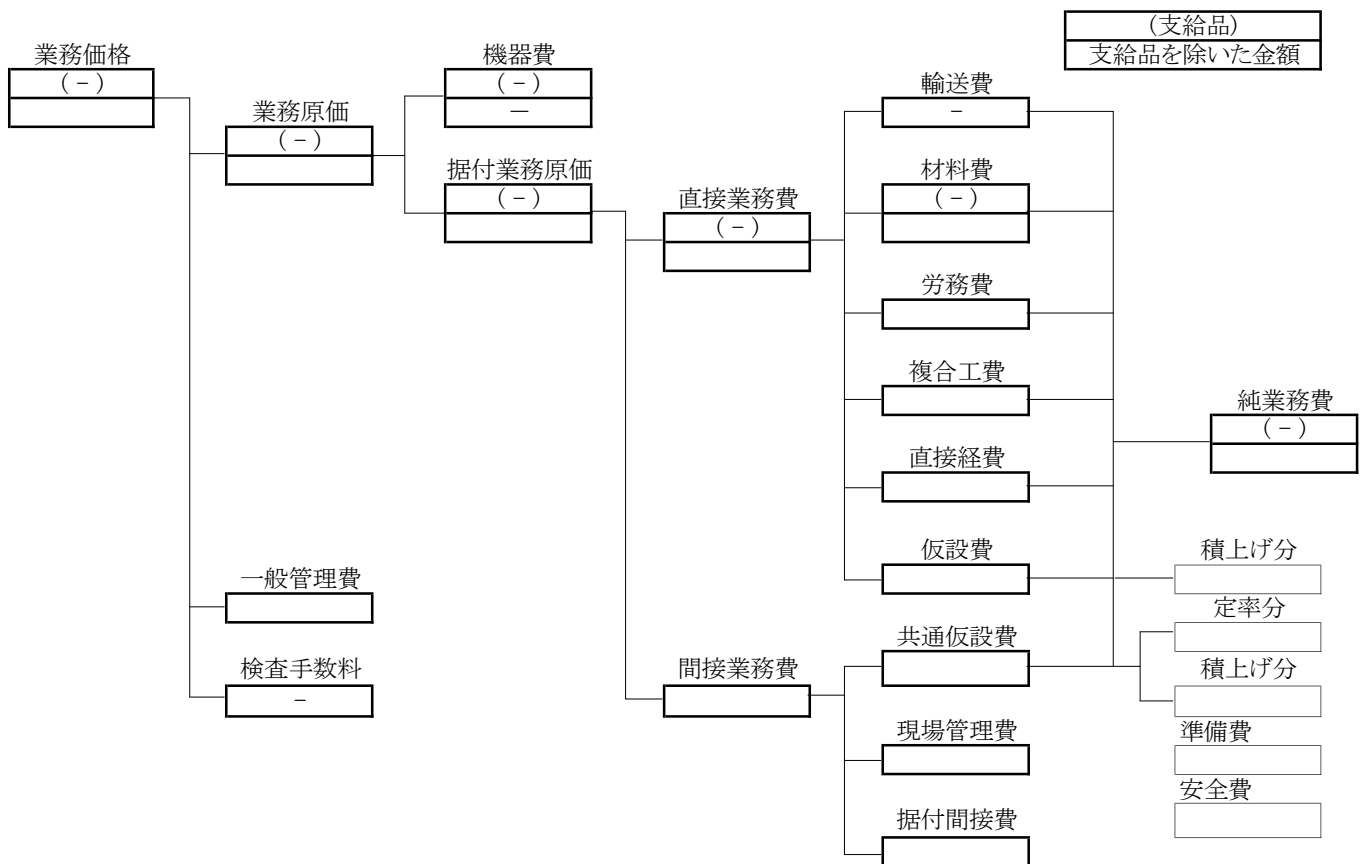 (支給品)
支給品を除いた金額
業務価格
(－)
業務原価
(－)
機器費
(－)
－
据付業務原価
(－)
直接業務費
(－)
輸送費
－
材料費
(－)
労務費
複合工費
直接経費
仮設費
純業務費
(－)
積上げ分
定率分
積上げ分
準備費
安全費
一般管理費
検査手数料
－
間接業務費
共通仮設費
現場管理費
据付間接費